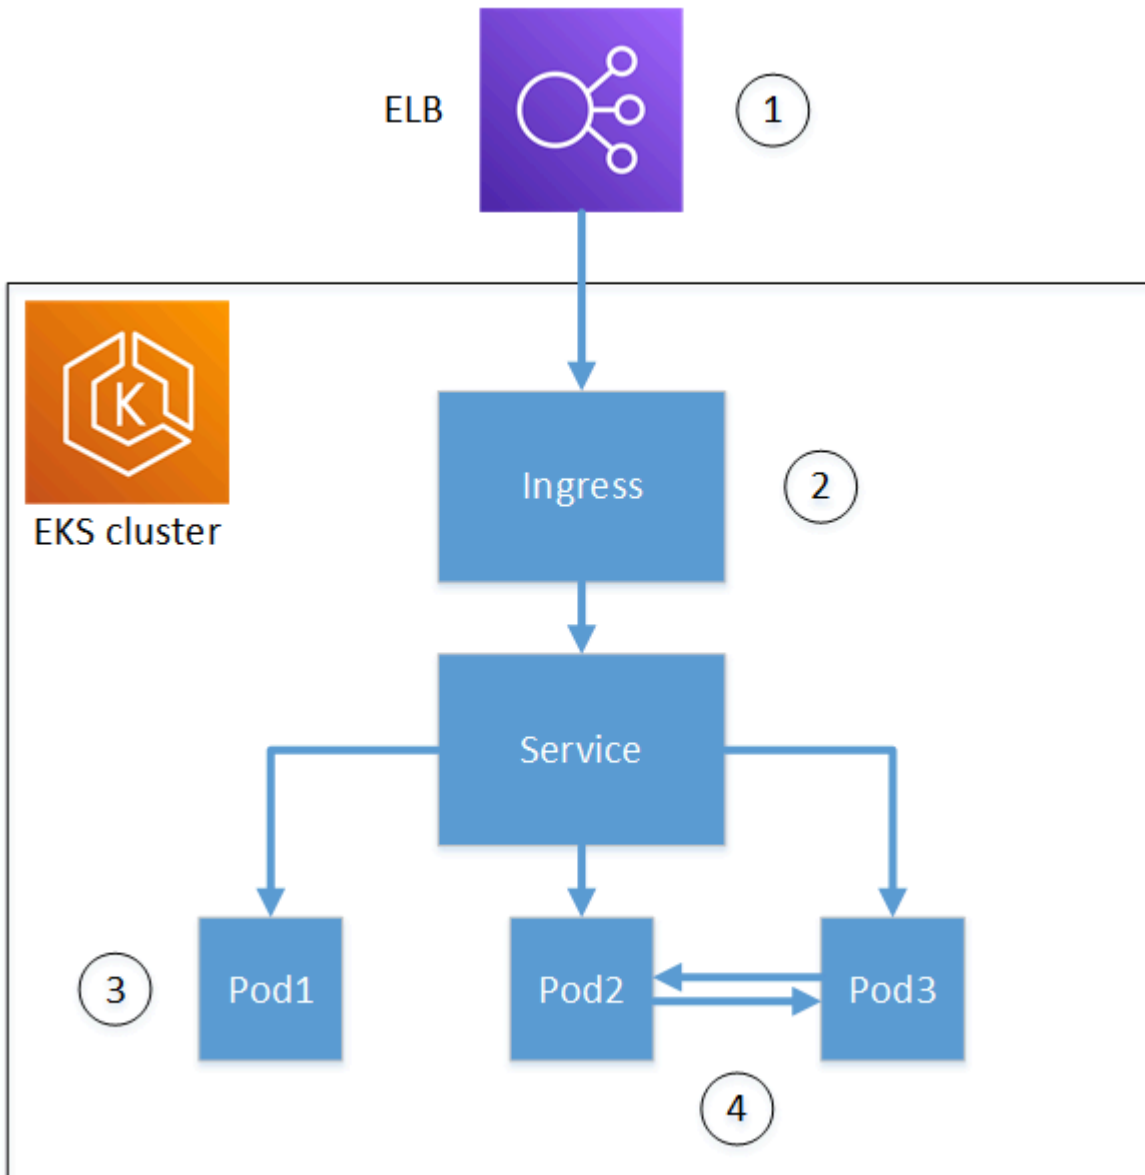 ELB
1
K
EKS cluster
Ingress
2
Service
3
Pod1
Pod2
Pod3
4